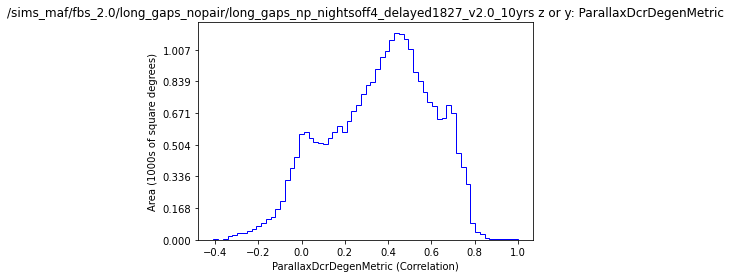 /sims_maf/fbs_2.0/long_gaps_nopair/long_gaps_np_nightsoff4_delayed1827_v2.0_10yrs z or y: ParallaxDcrDegenMetric
Area (1000s of square degrees)
1.007
0.839
0.671
0.504
0.336
0.168
0.000
−0.4 −0.2 0.0 0.2 0.4 0.6 0.8 1.0
ParallaxDcrDegenMetric (Correlation)